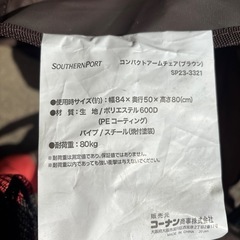 SOUTHERNPORT
コンパクトアームチェア(ブラウン)
SP23-3321
●使用時サイズ(約):幅84×奥行50×高さ80(cm)
●材質:生地/ポリエステル600D
(PEコーティング)
パイプ/スチール(焼付塗装)
●耐荷重:80kg
販売元
コーナン商事株式会社